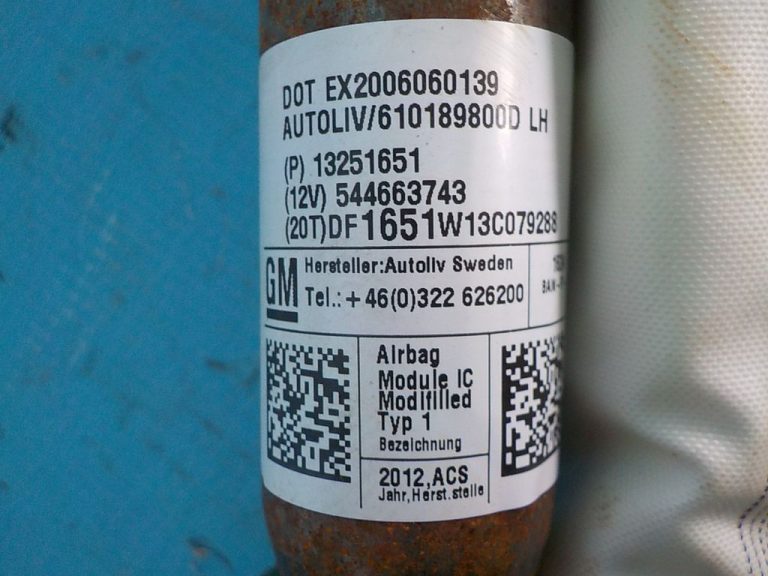 DOT EX2006060139
AUTOLIV/610189800D LH
(P) 13251651
(12V) 544663743
(20T)DF1651W13C079288
GM
Hersteller:Autoliv Sweden
Tel.:+46(0)322 626200
Airbag
Module IC
Modifilled
Typ 1
Bezeichnung
2012,ACS
Jahr,Herst.stelle